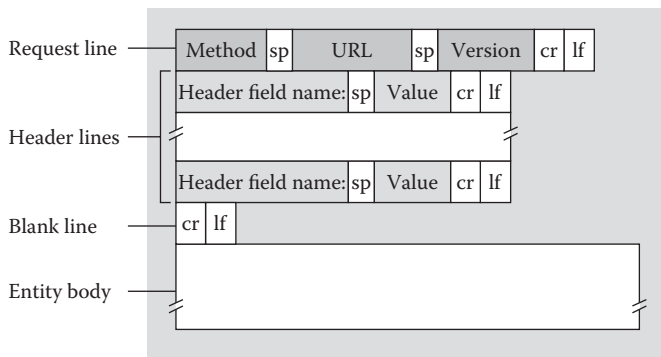 Request line Method sp URL sp Version cr lf
Header field name: sp Value cr lf
Header lines
Header field name: sp Value cr lf
Blank line cr lf
Entity body